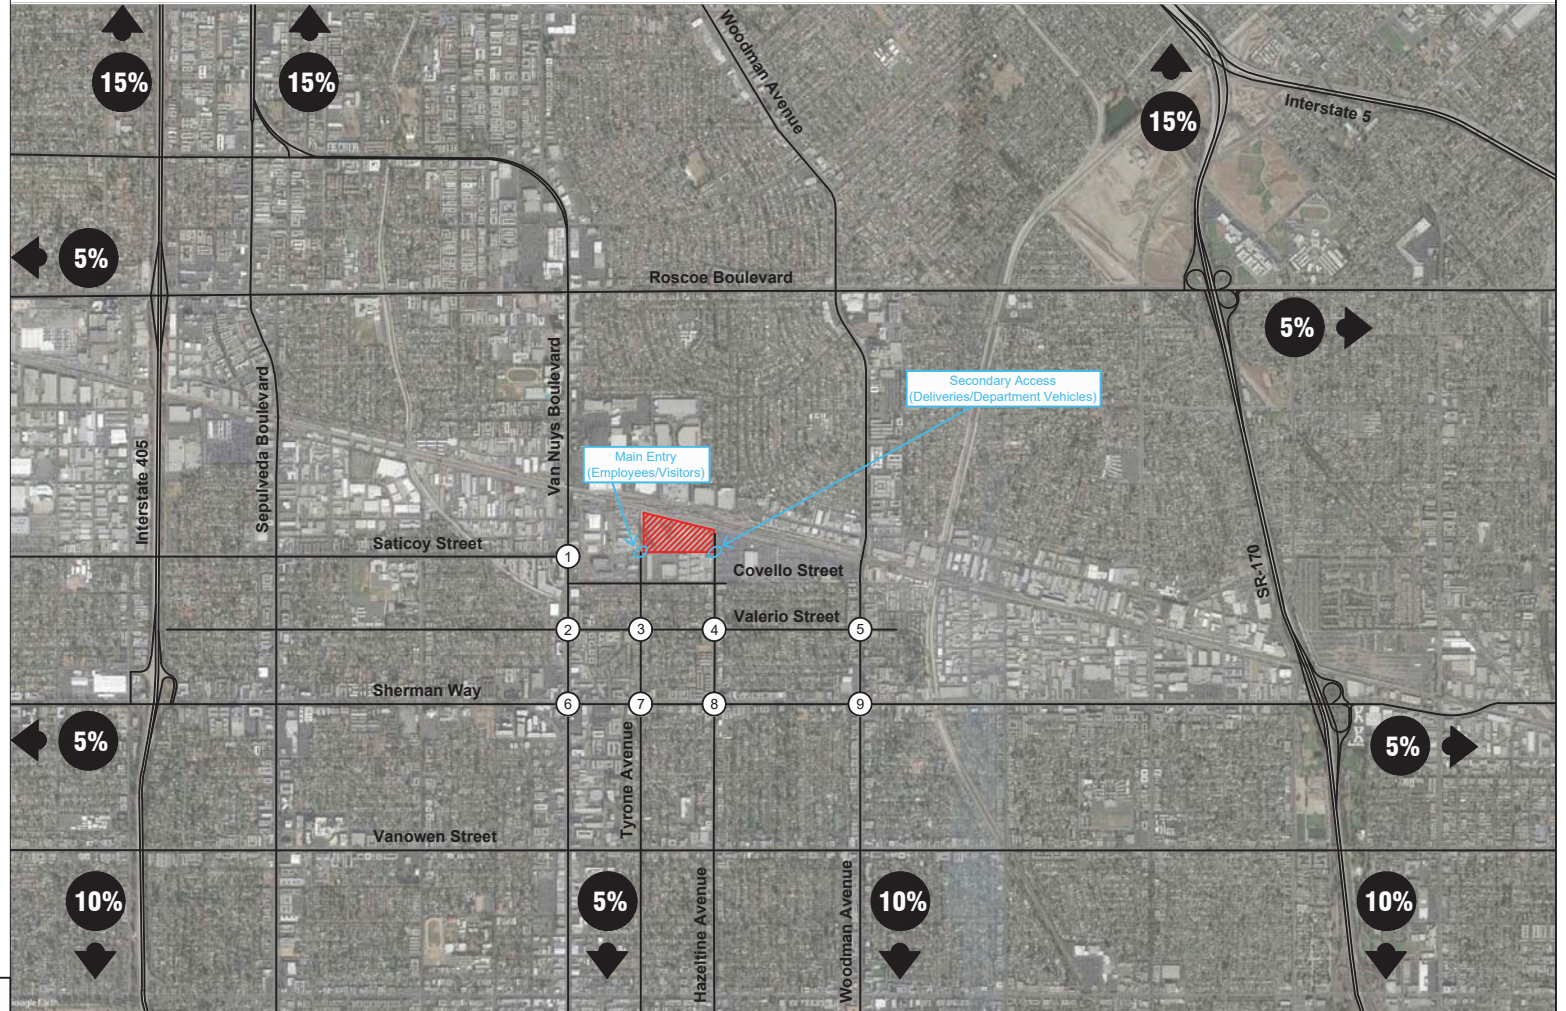 15%
15%
Woodman Avenue
15%
Interstate 5
5%
Roscoe Boulevard
5%
Van Nuys Boulevard
Sepulveda Boulevard
Interstate 405
Secondary Access
(Deliveries/Department Vehicles)
Main Entry
(Employees/Visitors)
Saticoy Street
1
Covello Street
SR-170
Valerio Street
2
3
4
5
Sherman Way
6
7
8
9
5%
5%
Tyrone Avenue
Vanowen Street
10%
5%
Hazeltine Avenue
Woodman Avenue
10%
10%
Google Earth